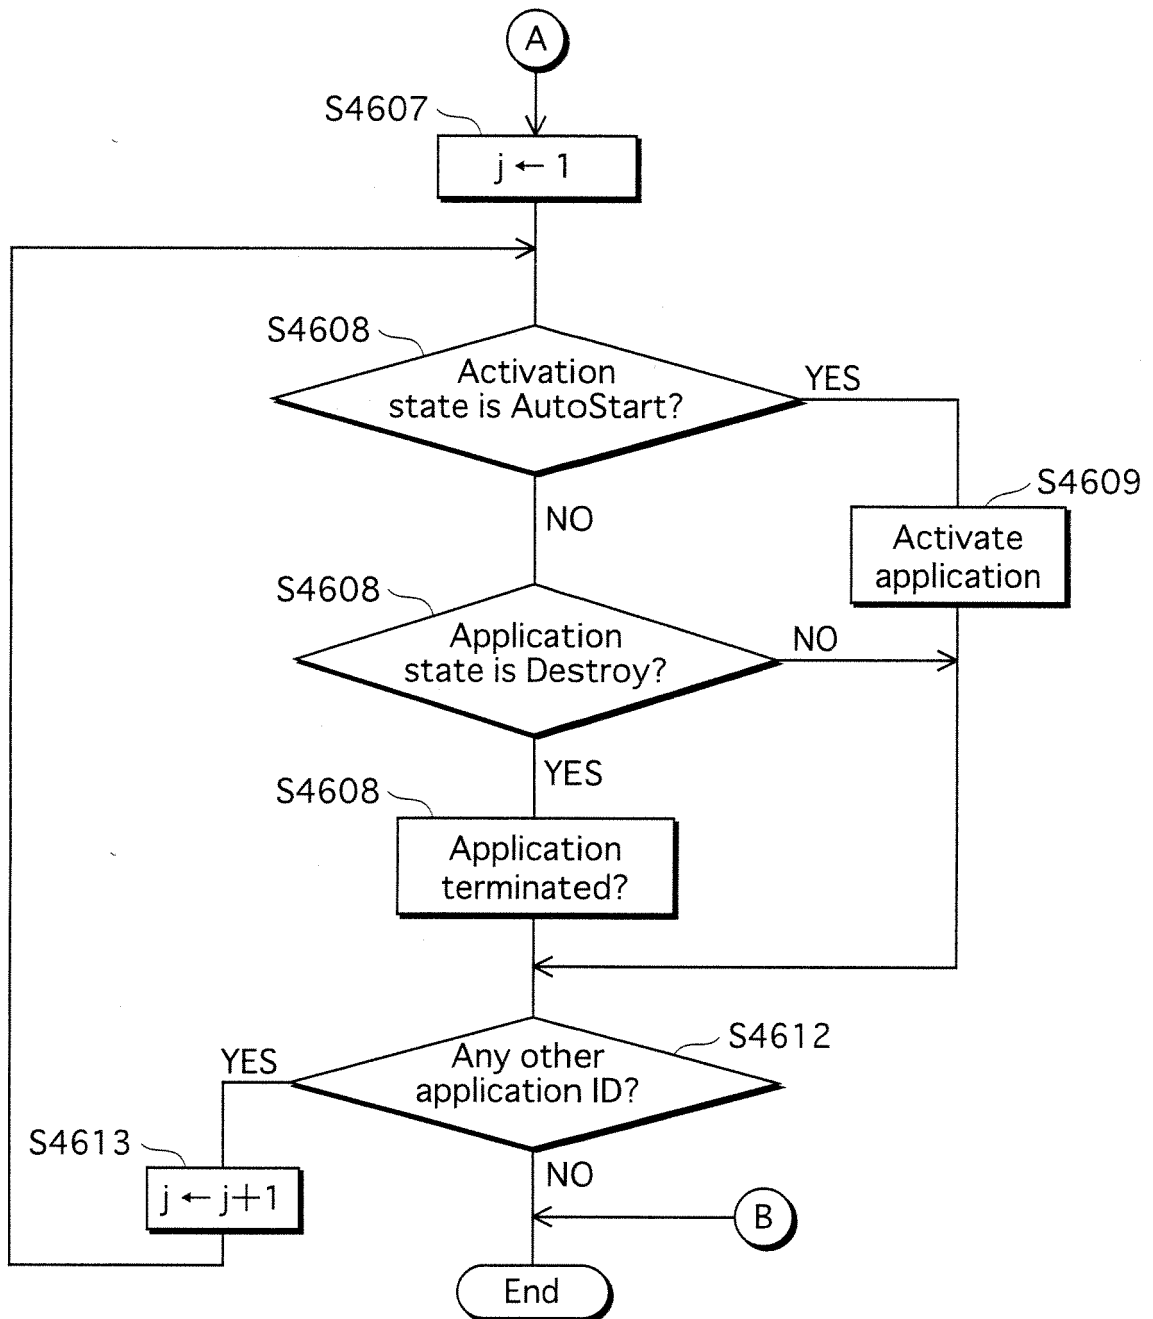 A
S4607
j ← 1
S4608
Activation
state is AutoStart?
YES
S4609
NO
Activate
application
S4608
Application
state is Destroy?
NO
YES
S4608
Application
terminated?
S4612
YES
Any other
application ID?
S4613
j ← j+1
NO
B
End